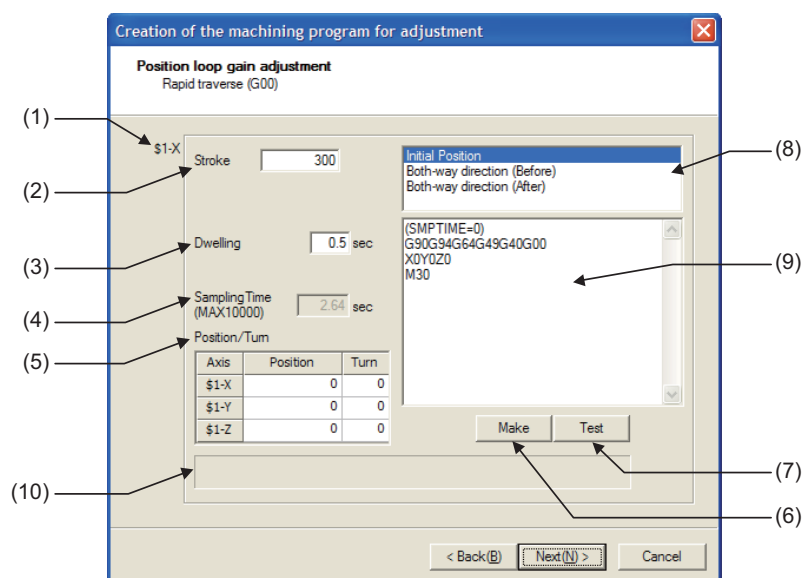 Creation of the machining program for adjustment
Position loop gain adjustment
Rapid traverse (G00)
(1)
$1-X
(2)
Stroke 300
Initial Position
Both-way direction (Before)
Both-way direction (After)
(8)
(3)
Dwelling 0.5 sec
(SMPTIME=0)
G90G94G64G49G40G00
X0Y0Z0
M30
(9)
(4)
Sampling Time
(MAX10000) 2.64 sec
(5)
Position/Turn
Axis Position Turn
$1-X 0 0
$1-Y 0 0
$1-Z 0 0
Make Test
(10)
(7)
(6)
< Back(B) Next(N) > Cancel